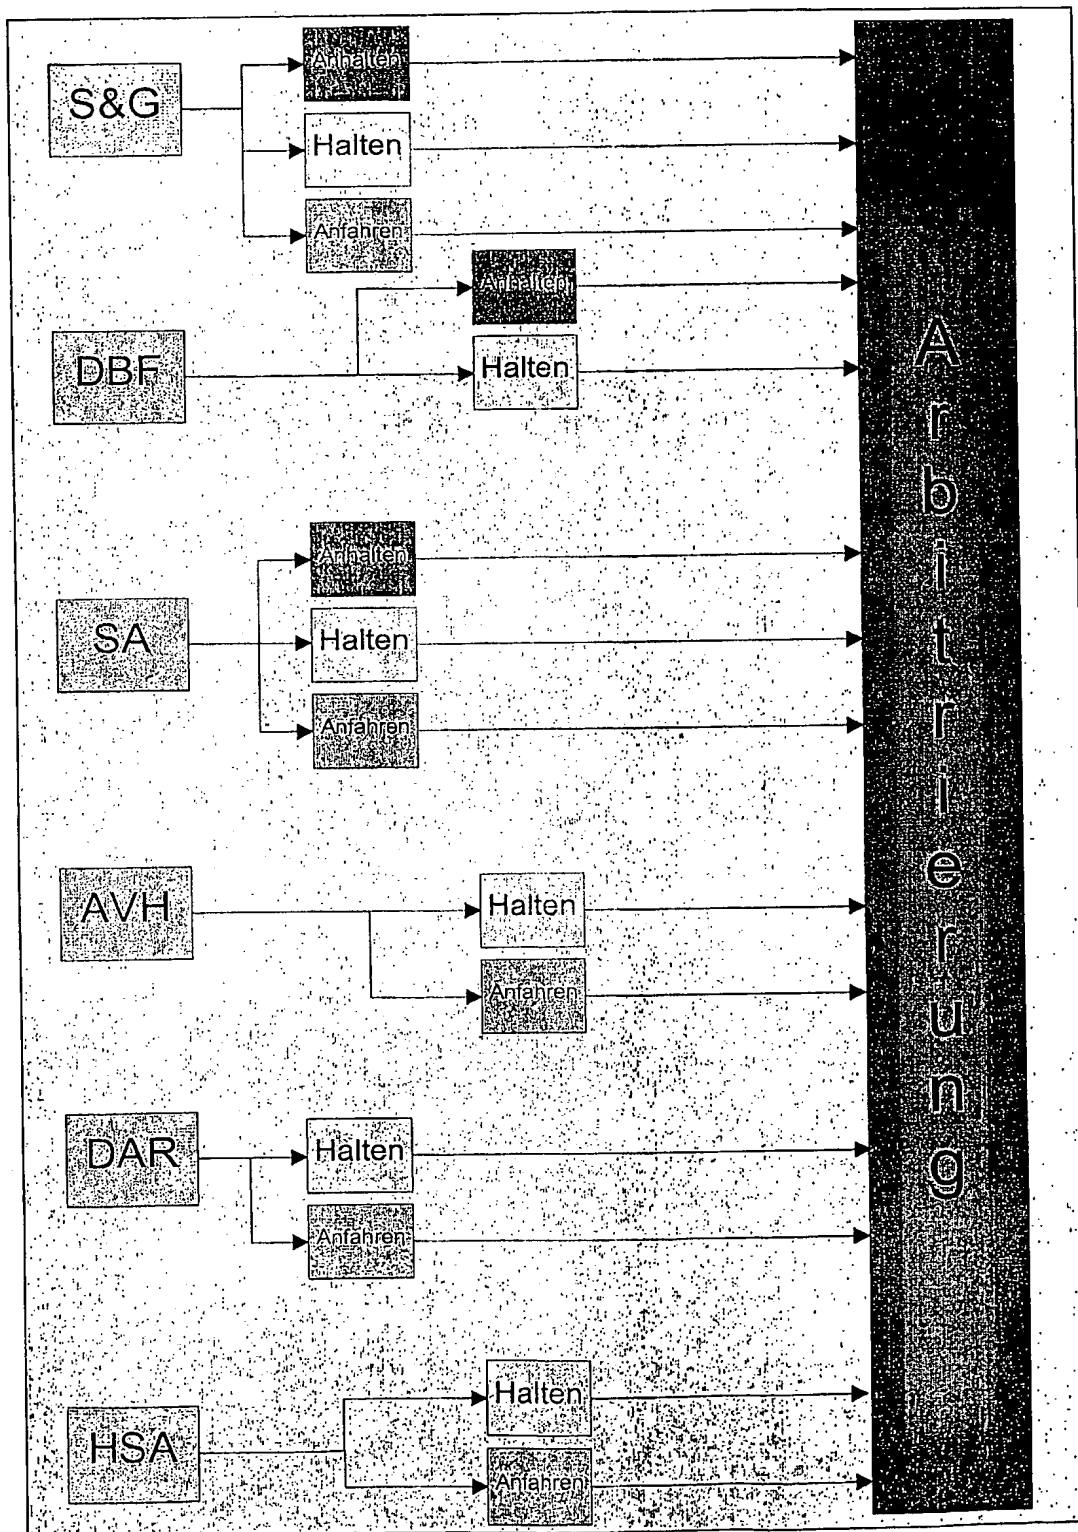 S&G
Anhalten
Halten
Anfahren
DBF
Anhalten
Halten
SA
Anhalten
Halten
Anfahren
AVH
Halten
Anfahren
DAR
Halten
Anfahren
HSA
Halten
Anfahren
Arbitrierung